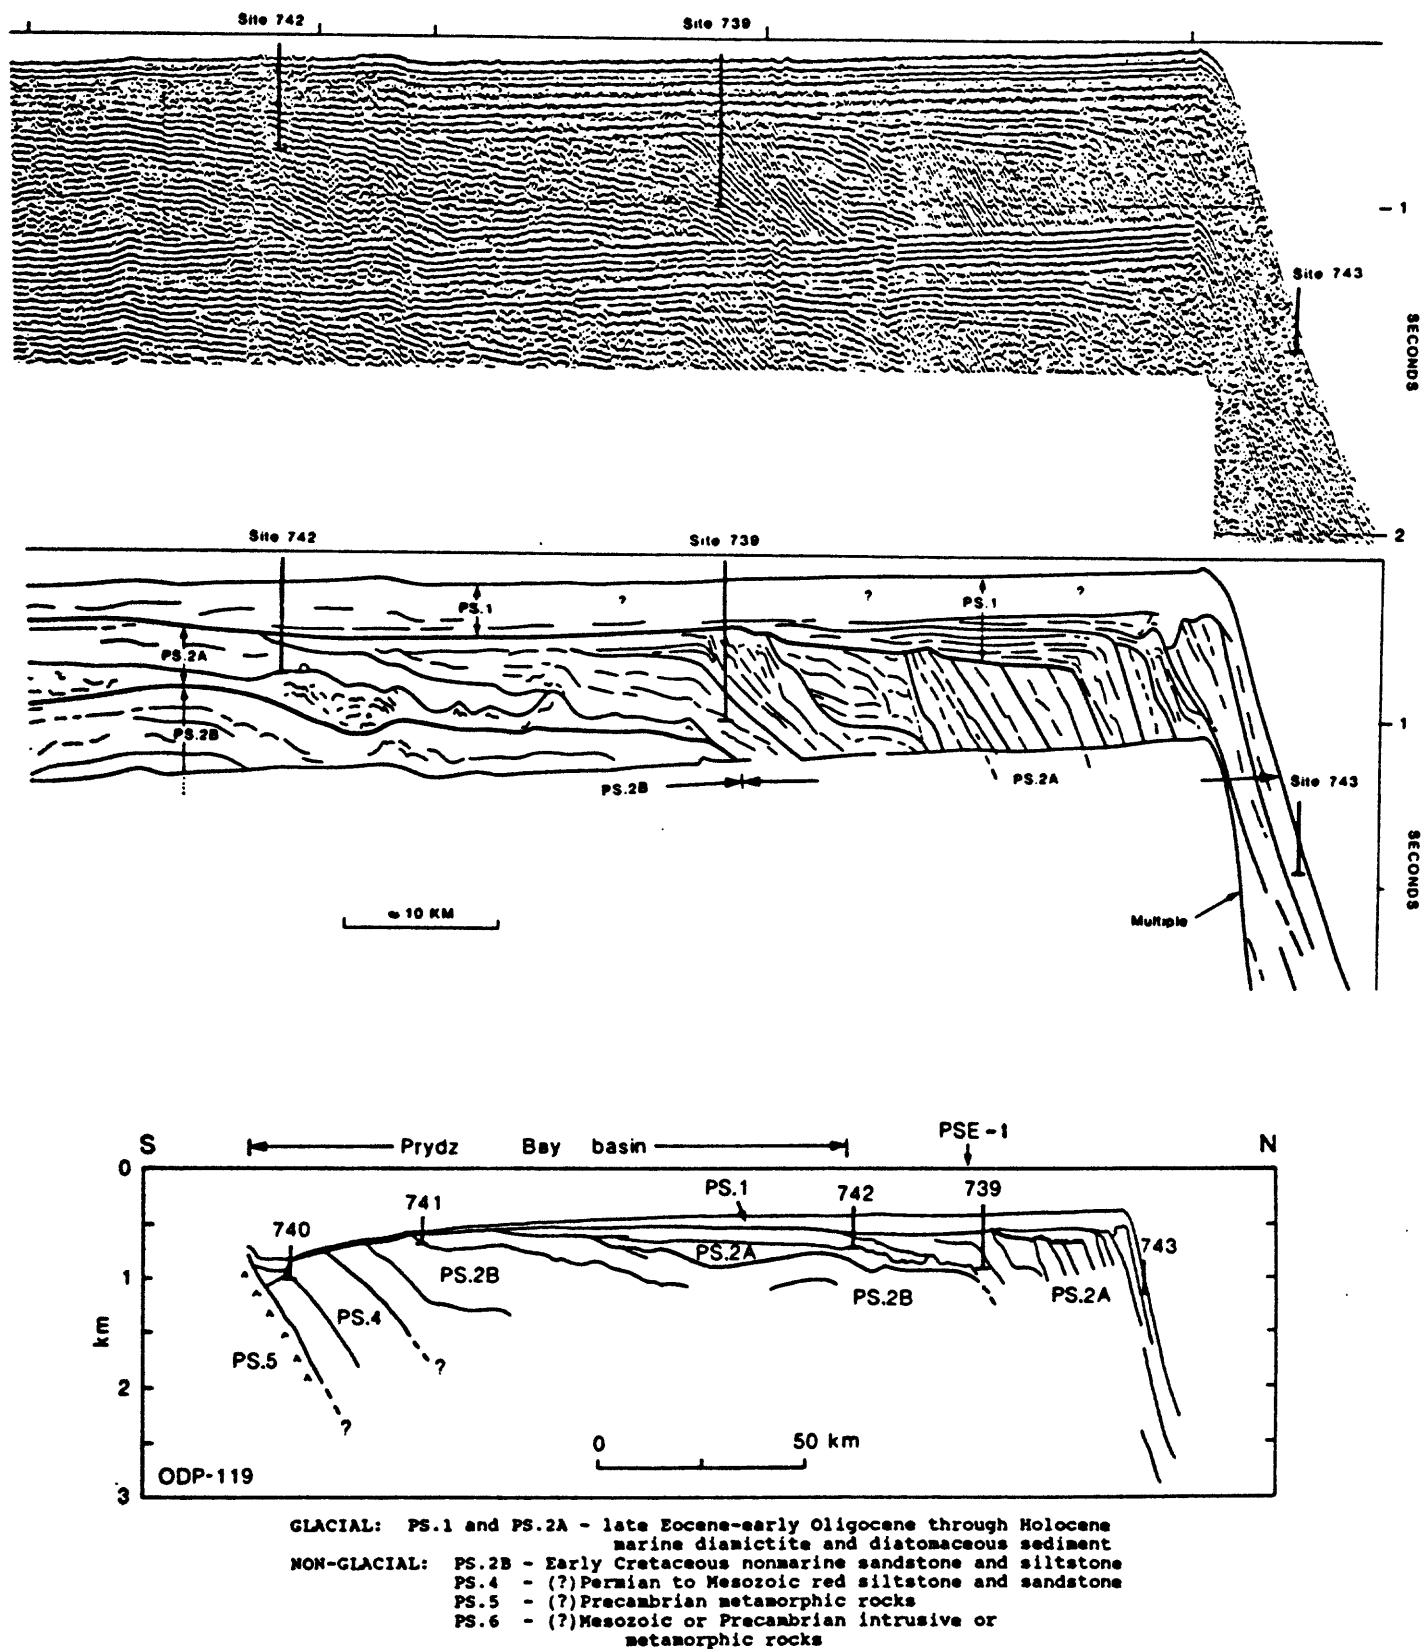 Site 742
Site 739
1
Site 743
SECONDS
2
Site 742
Site 739
PS.1
?
?
PS.1
?
PS.2A
PS.2B
1
PS.2B
PS.2A
Site 743
SECONDS
≈ 10 KM
Multiple
S
Prydz Bay basin
PSE-1
N
0
PS.1
742
739
741
740
743
PS.2A
PS.2B
1
PS.2B
PS.2A
PS.4
km
PS.5
?
2
?
0
50 km
ODP-119
3
GLACIAL: PS.1 and PS.2A - late Eocene-early Oligocene through Holocene
marine diamictite and diatomaceous sediment
NON-GLACIAL: PS.2B - Early Cretaceous nonmarine sandstone and siltstone
PS.4 - (?)Permian to Mesozoic red siltstone and sandstone
PS.5 - (?)Precambrian metamorphic rocks
PS.6 - (?)Mesozoic or Precambrian intrusive or
metamorphic rocks